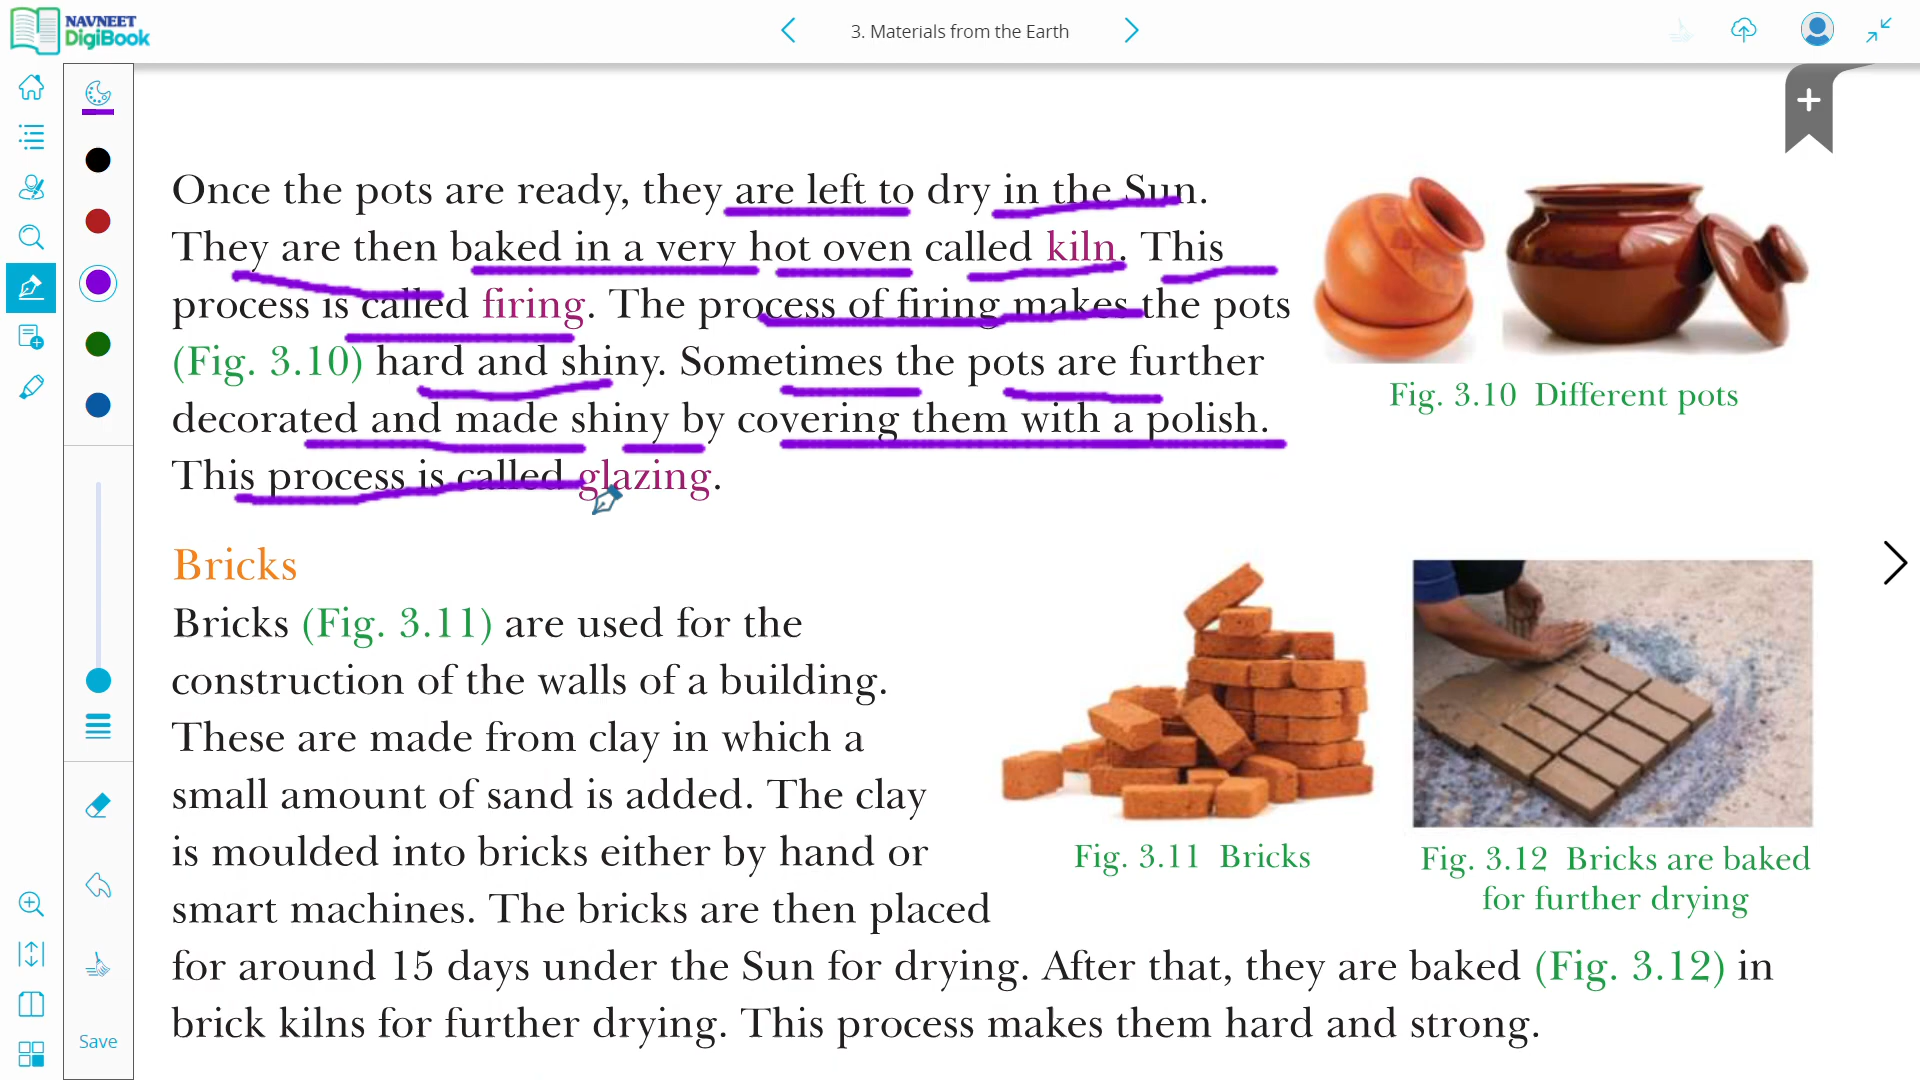 NAVNEET
DigiBook
3. Materials from the Earth
Once the pots are ready, they are left to dry in the Sun.
They are then baked in a very hot oven called kiln. This
process is called firing. The process of firing makes the pots
(Fig. 3.10) hard and shiny. Sometimes the pots are further
decorated and made shiny by covering them with a polish.
This process is called glazing.
Fig. 3.10 Different pots
Bricks
Bricks (Fig. 3.11) are used for the
construction of the walls of a building.
These are made from clay in which a
small amount of sand is added. The clay
is moulded into bricks either by hand or
smart machines. The bricks are then placed
for around 15 days under the Sun for drying. After that, they are baked (Fig. 3.12) in
brick kilns for further drying. This process makes them hard and strong.
Fig. 3.11 Bricks
Fig. 3.12 Bricks are baked
for further drying
Save